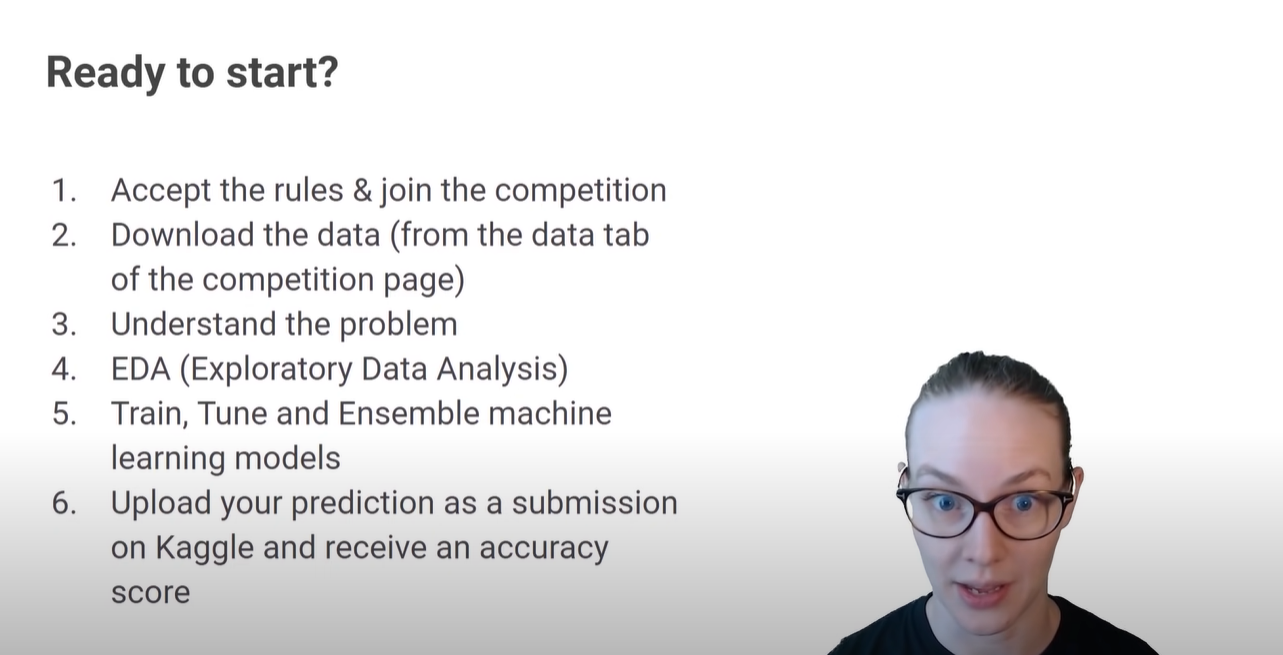 Ready to start?
1. Accept the rules & join the competition
2. Download the data (from the data tab
of the competition page)
3. Understand the problem
4. EDA (Exploratory Data Analysis)
5. Train, Tune and Ensemble machine
learning models
6. Upload your prediction as a submission
on Kaggle and receive an accuracy
score